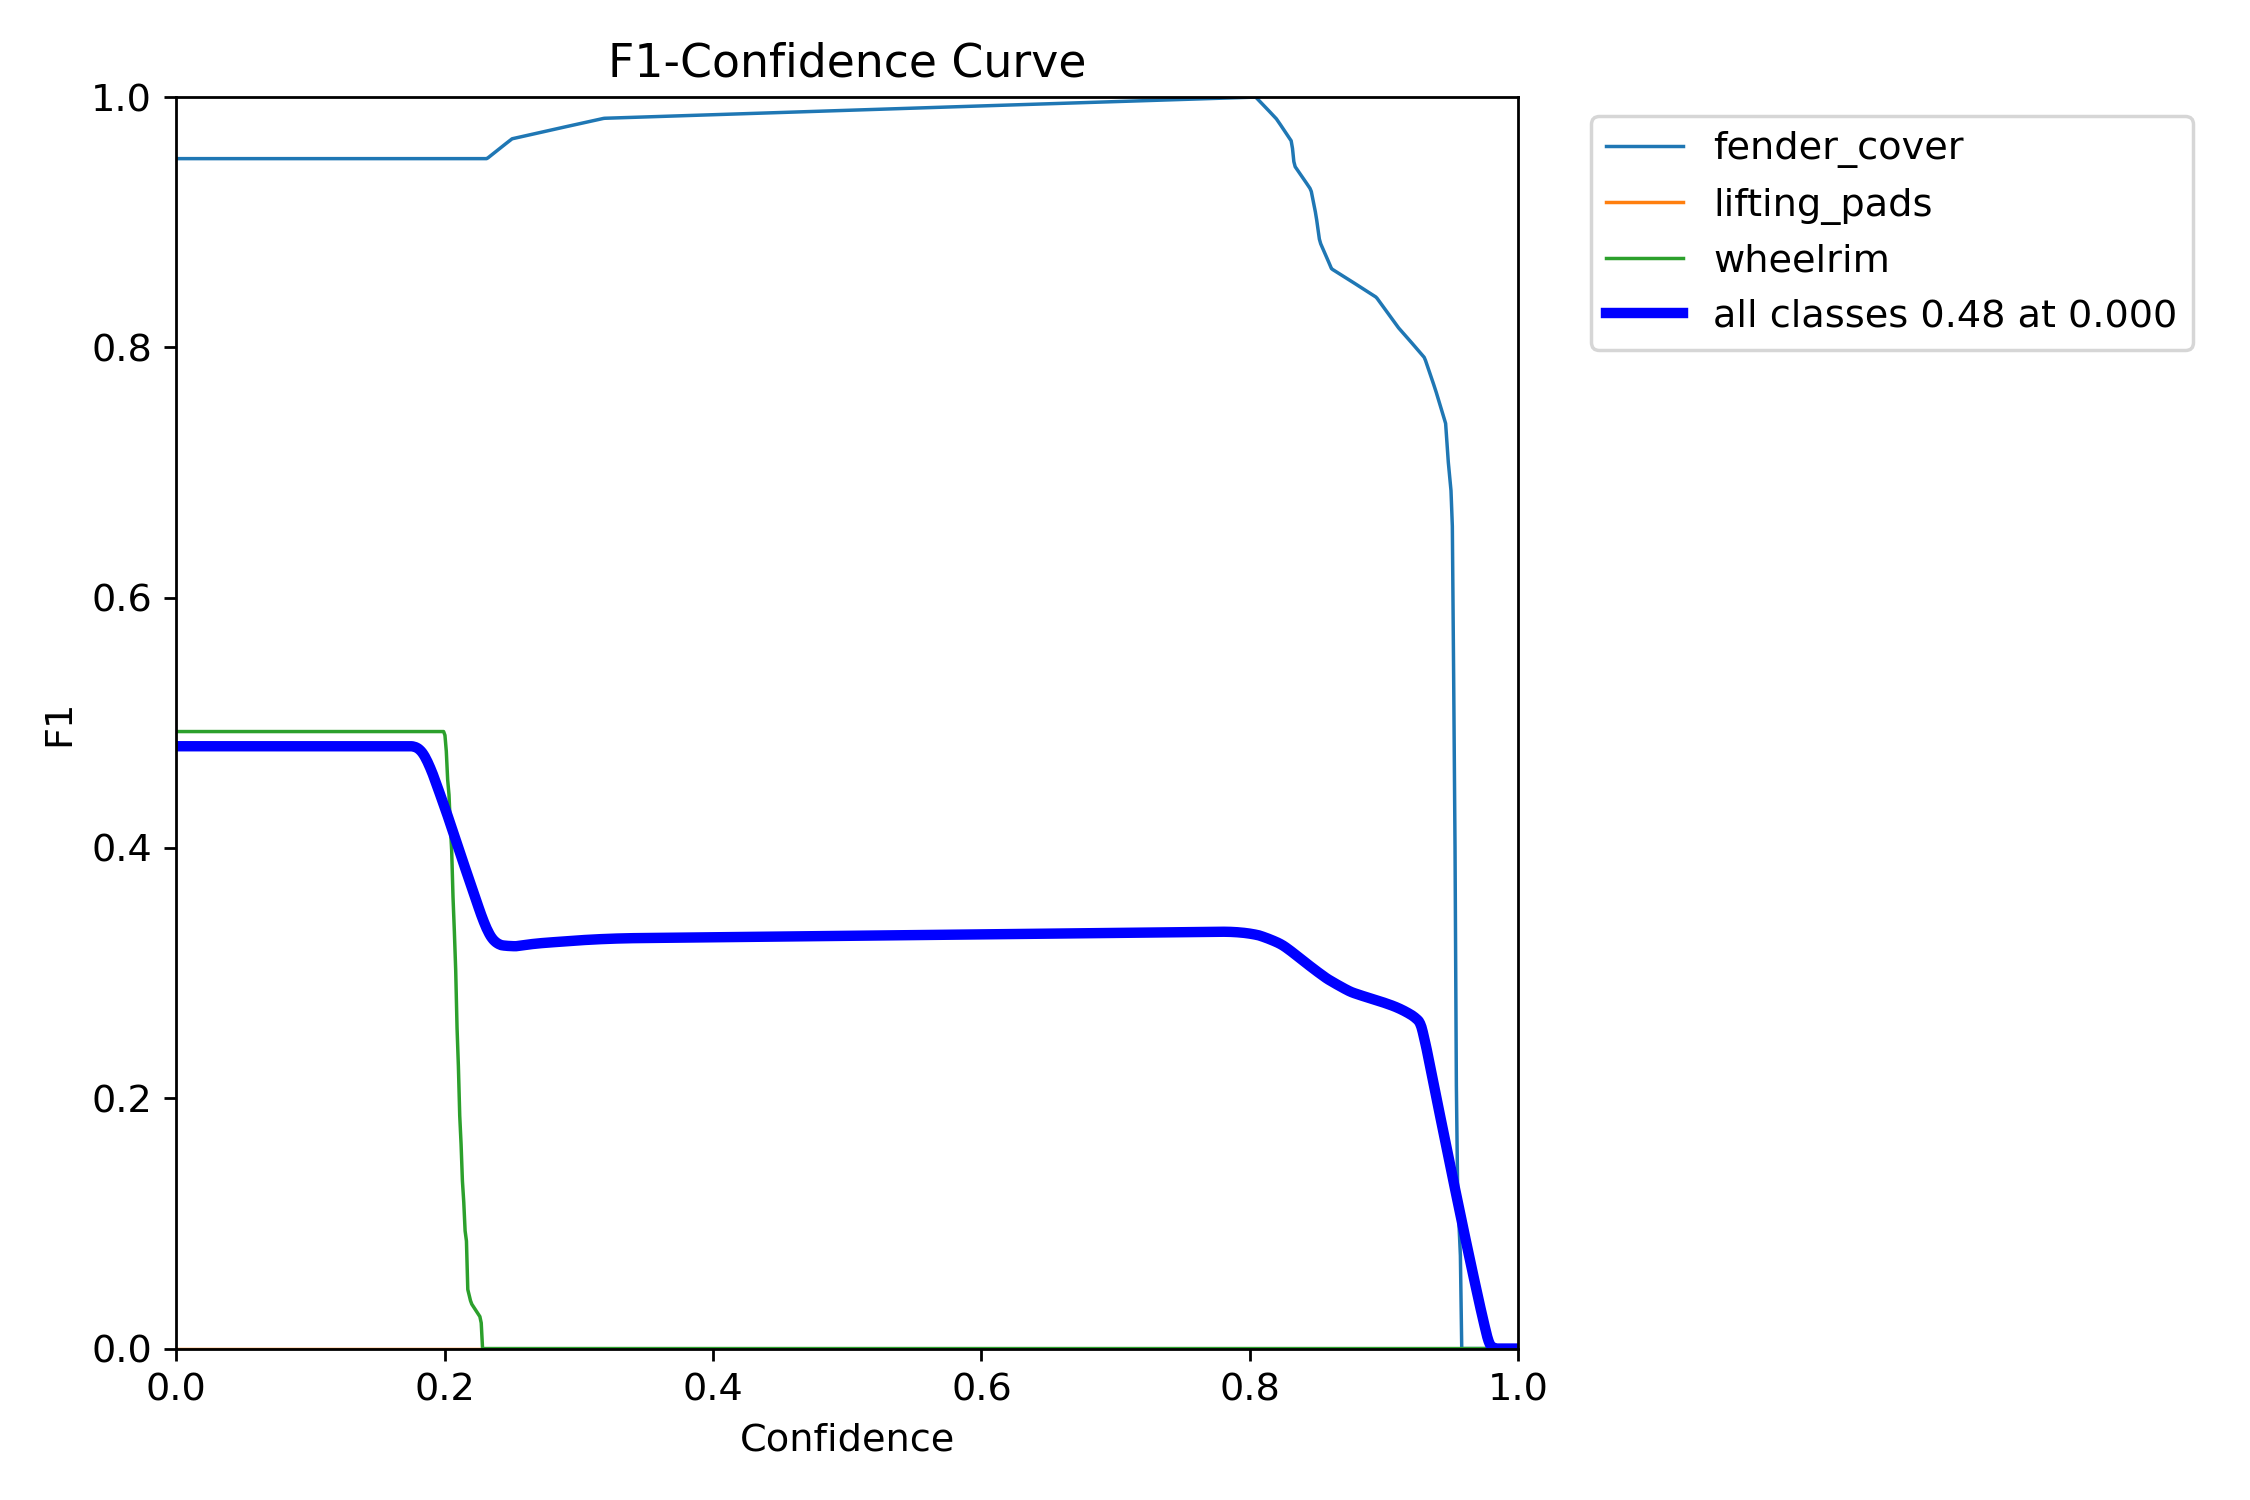 F1-Confidence Curve
1.0
0.8
0.6
0.4
0.2
0.0
F1
0.0 0.2 0.4 0.6 0.8 1.0
Confidence
fender_cover
lifting_pads
wheelrim
all classes 0.48 at 0.000